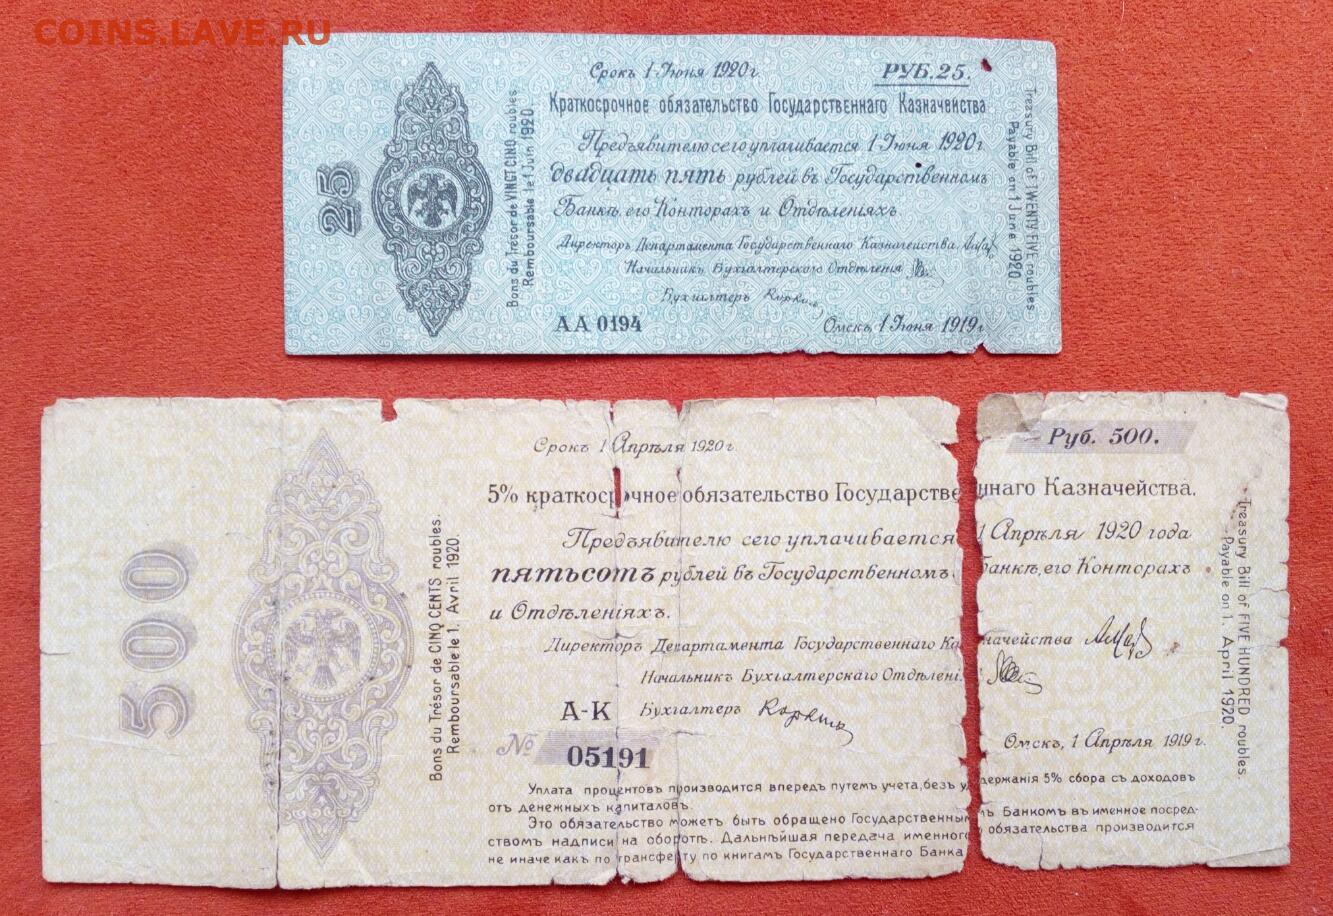 COINS.LAVE.RU
25
Bons du Trésor de VINGT CINQ roubles
Remboursable le 1 Juin 1920.
Срокъ 1 Июня 1920 г.
РУБ. 25.
Краткосрочное обязательство Государственнаго Казначейства
Предъявителю сего уплачивается 1 Июня 1920 г.
двадцать пять рублей въ Государственномъ
Банкѣ, его Конторахъ и Отдѣленіяхъ
Директоръ Департамента Государственнаго Казначейства
Начальникъ Бухгалтерскаго Отдѣленія
Бухгалтеръ
АА 0194
Омскъ, 1 Июня 1919 г.
Treasury Bill of TWENTY FIVE roubles
Payable on 1 June 1920.
500
Bons du Trésor de CINQ CENTS roubles.
Remboursable le 1. Avril 1920.
Срокъ 1 Апрѣля 1920 г.
Руб. 500.
5% краткосрочное обязательство Государственнаго Казначейства.
Предъявителю сего уплачивается 1 Апрѣля 1920 года
пятьсотъ рублей въ Государственномъ Банкѣ, его Конторахъ
и Отдѣленіяхъ.
Директоръ Департамента Государственнаго Казначейства
Начальникъ Бухгалтерскаго Отдѣлені
А-К Бухгалтеръ
№ 05191
Омскъ, 1 Апрѣля 1919 г.
Уплата процентовъ производится впередъ путемъ учета, безъ у держанія 5% сбора съ доходовъ
отъ денежныхъ капиталовъ.
Это обязательство можетъ быть обращено Государственнымъ Банкомъ въ именное посред-
ствомъ надписи на оборотѣ. Дальнѣйшая передача именного обязательства производится
не иначе какъ по трансферту по книгамъ Государственнаго Банка
Treasury Bill of FIVE HUNDRED roubles.
Payable on 1. April 1920.